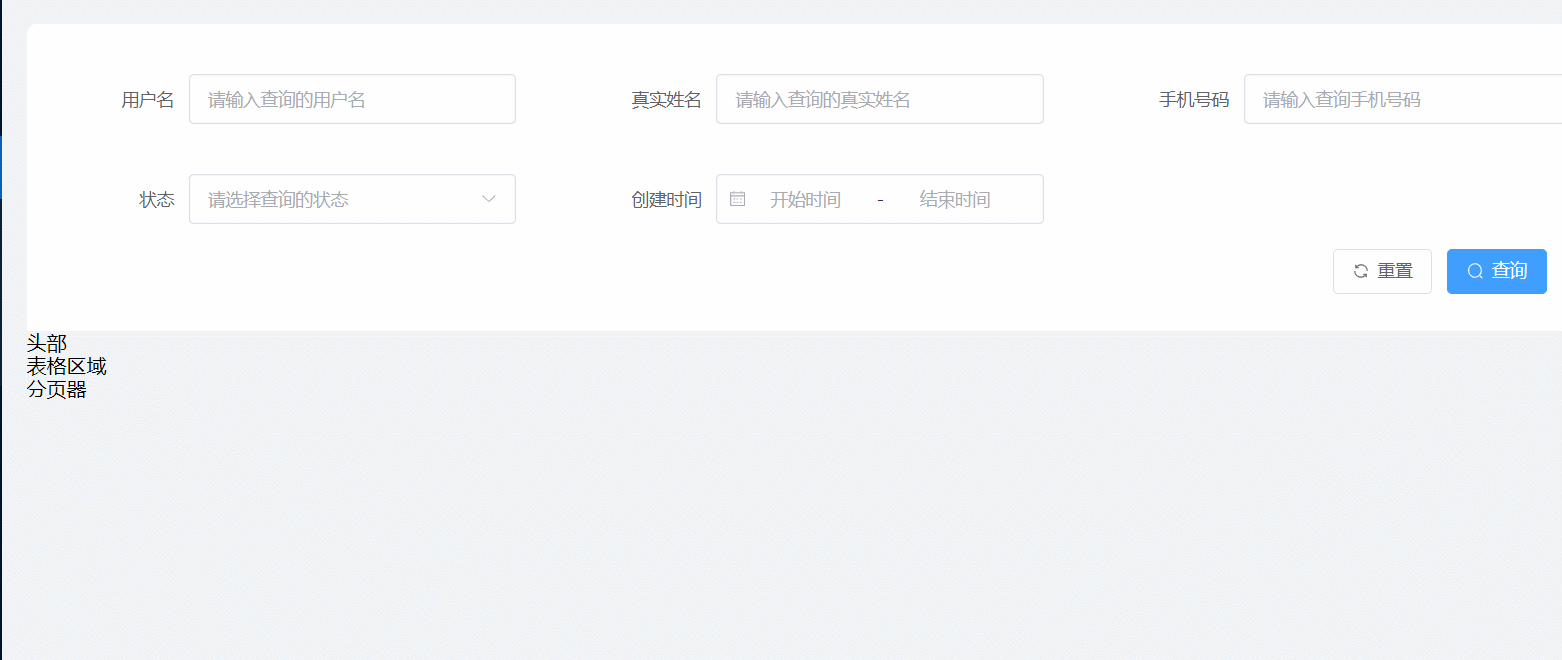 用户名 请输入查询的用户名 真实姓名 请输入查询的真实姓名 手机号码 请输入查询手机号码
状态 请选择查询的状态 创建时间 开始时间 - 结束时间
重置 查询
头部
表格区域
分页器